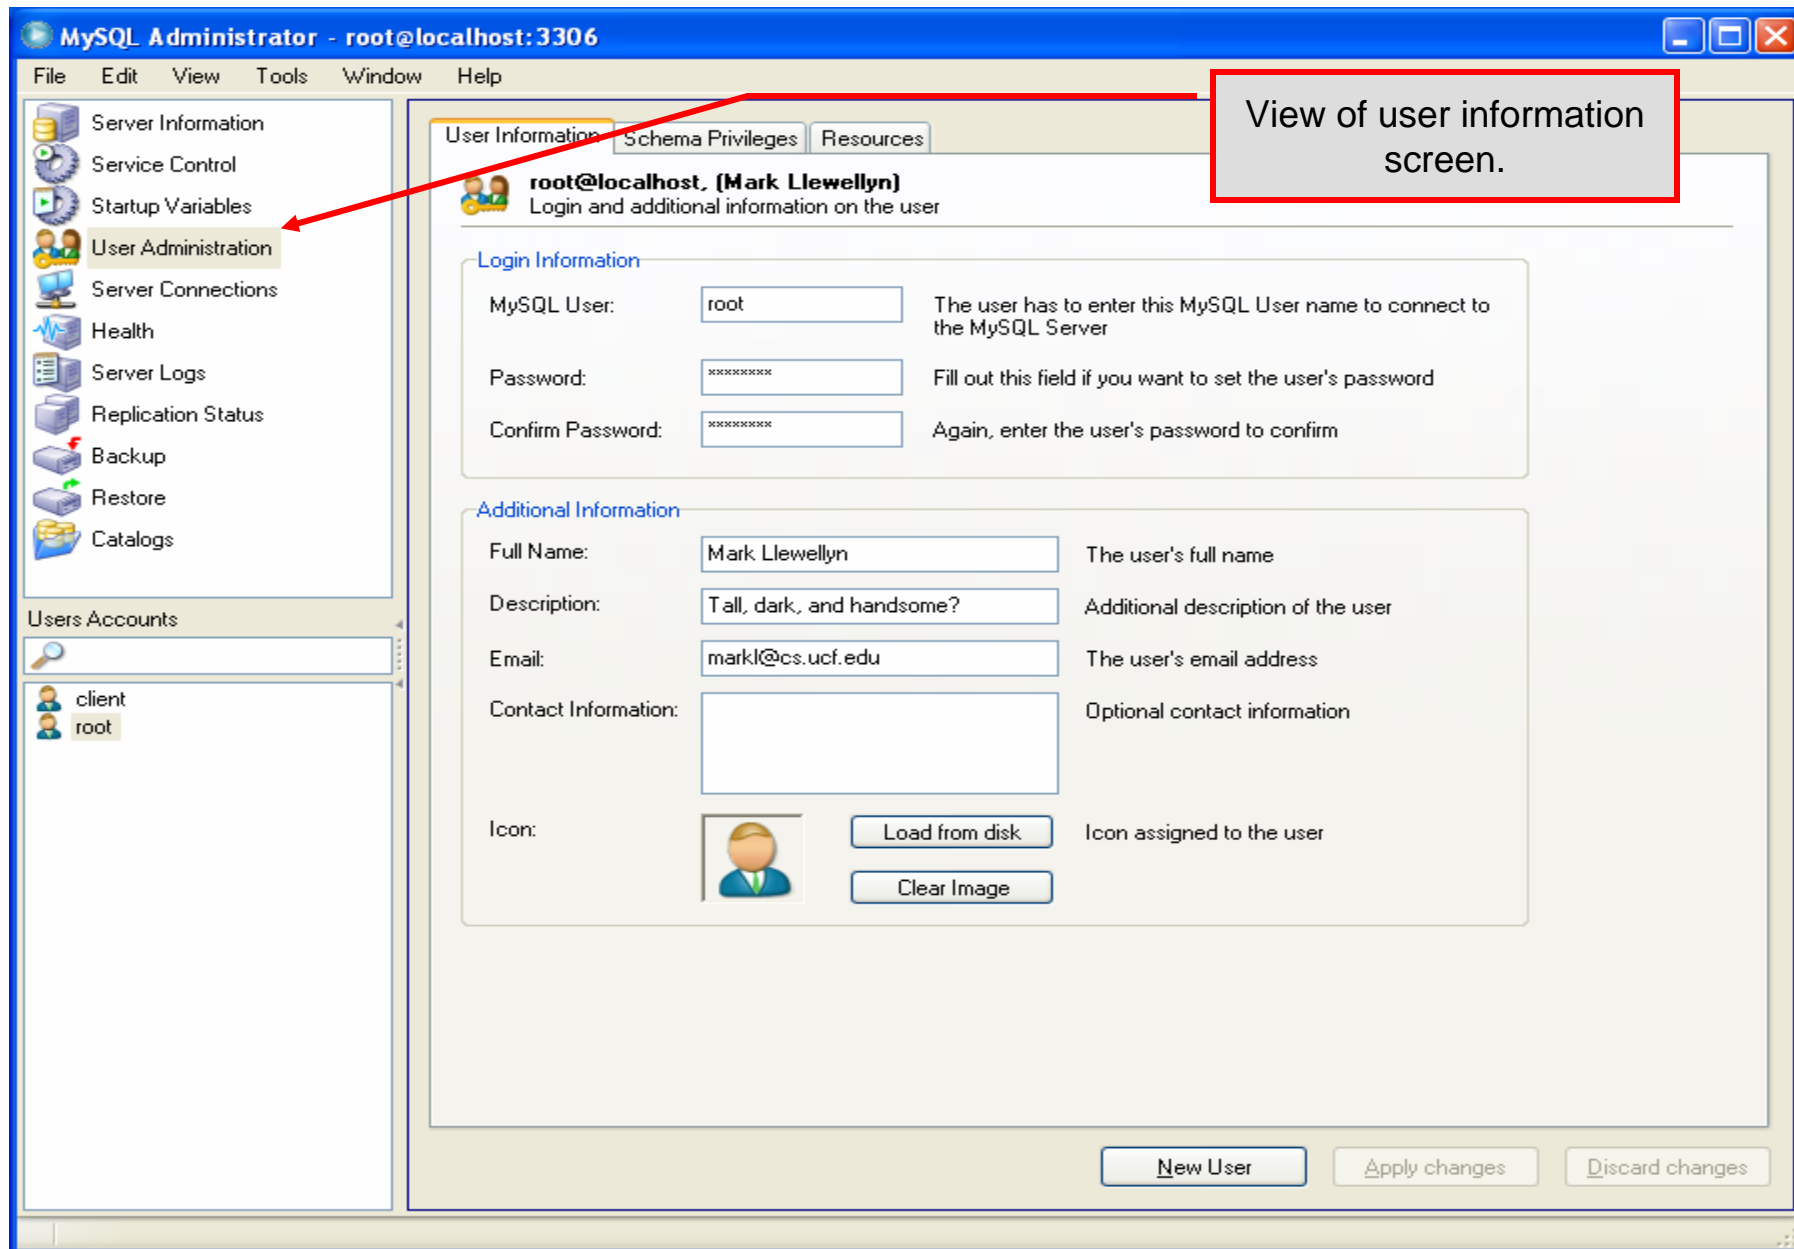 MySQL Administrator - root@localhost:3306
File Edit View Tools Window Help
View of user information
screen.
Server Information
Service Control
Startup Variables
User Administration
Server Connections
Health
Server Logs
Replication Status
Backup
Restore
Catalogs
Users Accounts
client
root
User Information Schema Privileges Resources
root@localhost, (Mark Llewellyn)
Login and additional information on the user
Login Information
MySQL User: root The user has to enter this MySQL User name to connect to
the MySQL Server
Password: ******** Fill out this field if you want to set the user's password
Confirm Password: ******** Again, enter the user's password to confirm
Additional Information
Full Name: Mark Llewellyn The user's full name
Description: Tall, dark, and handsome? Additional description of the user
Email: markl@cs.ucf.edu The user's email address
Contact Information: Optional contact information
Icon: Load from disk Icon assigned to the user
Clear Image
New User Apply changes Discard changes